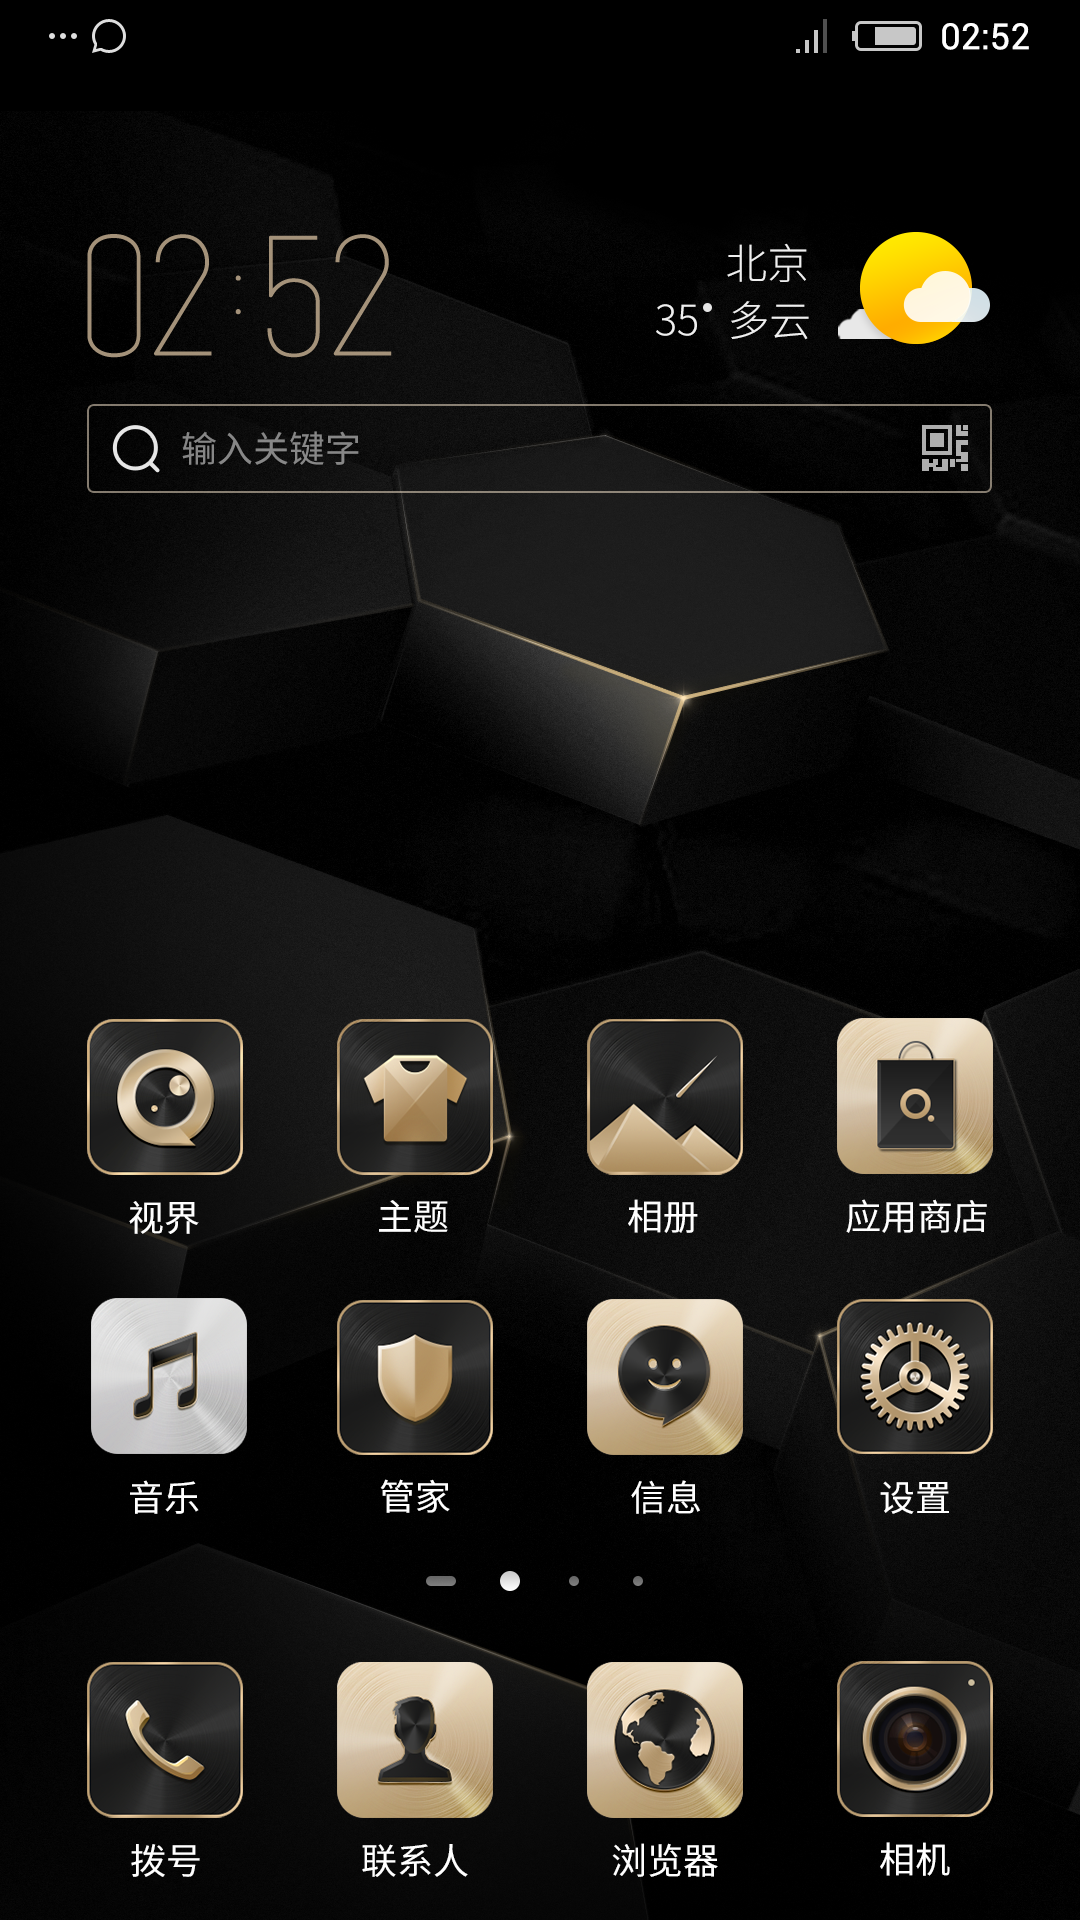 02:52
02:52
北京
35° 多云
输入关键字
视界
主题
相册
应用商店
音乐
管家
信息
设置
拨号
联系人
浏览器
相机